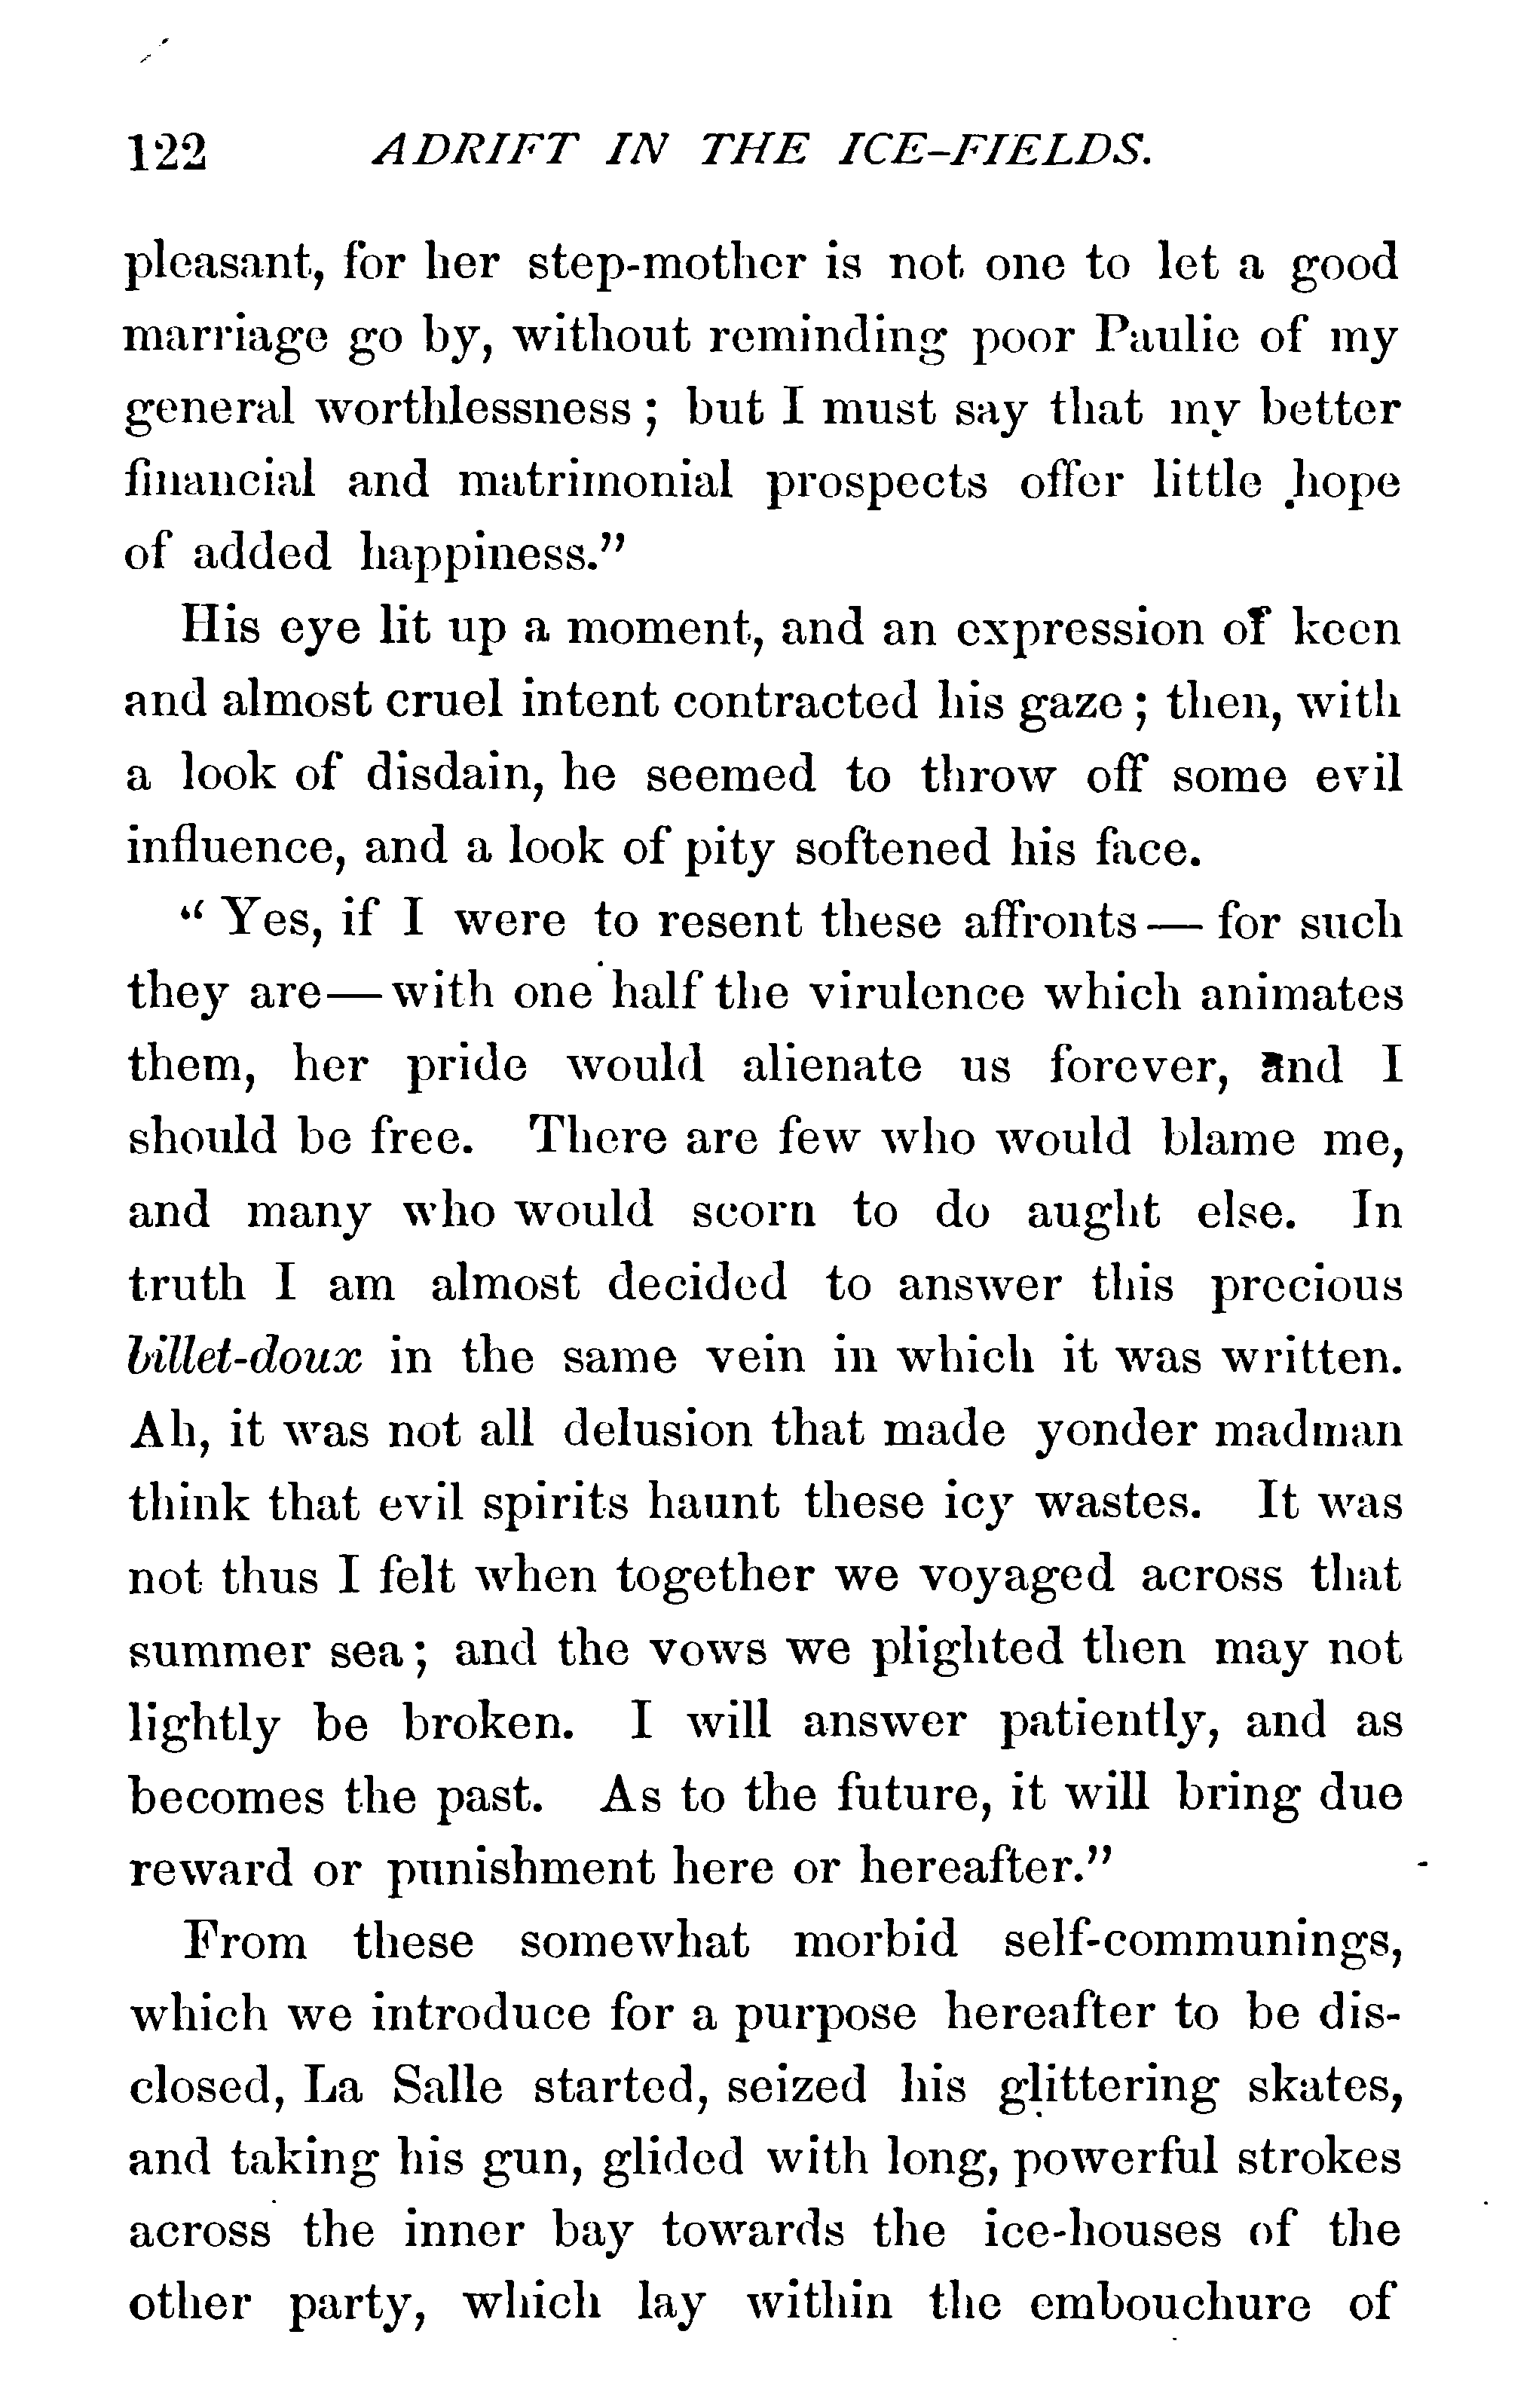 122 ADRIFT IN THE ICE-FIELDS.
pleasant, for her step-mother is not one to let a good
marriage go by, without reminding poor Paulie of my
general worthlessness ; but I must say that my better
financial and matrimonial prospects offer little hope
of added happiness.”
His eye lit up a moment, and an expression of keen
and almost cruel intent contracted his gaze ; then, with
a look of disdain, he seemed to throw off some evil
influence, and a look of pity softened his face.
“ Yes, if I were to resent these affronts — for such
they are — with one half the virulence which animates
them, her pride would alienate us forever, and I
should be free. There are few who would blame me,
and many who would scorn to do aught else. In
truth I am almost decided to answer this precious
billet-doux in the same vein in which it was written.
Ah, it was not all delusion that made yonder madman
think that evil spirits haunt these icy wastes. It was
not thus I felt when together we voyaged across that
summer sea ; and the vows we plighted then may not
lightly be broken. I will answer patiently, and as
becomes the past. As to the future, it will bring due
reward or punishment here or hereafter.”
From these somewhat morbid self-communings,
which we introduce for a purpose hereafter to be dis-
closed, La Salle started, seized his glittering skates,
and taking his gun, glided with long, powerful strokes
across the inner bay towards the ice-houses of the
other party, which lay within the embouchure of